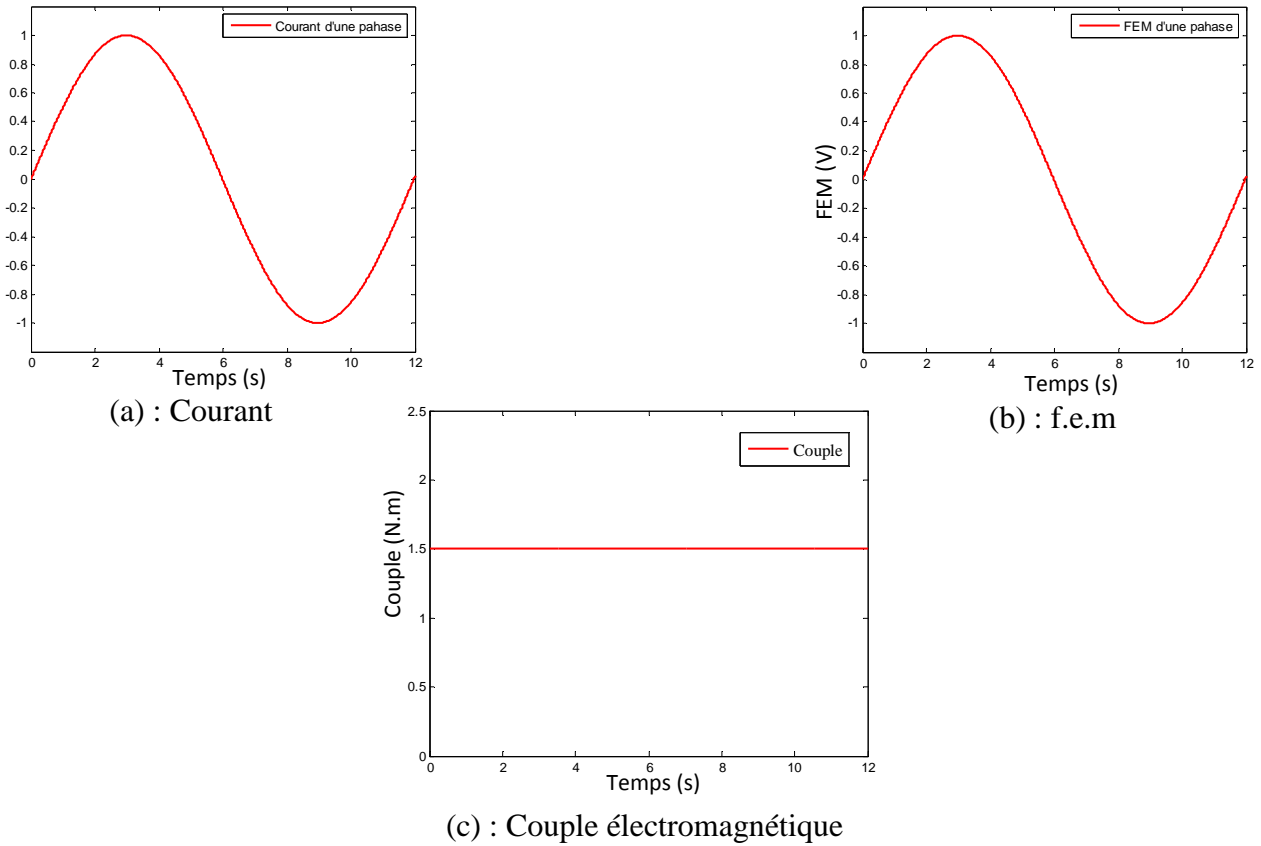 Courant d'une pahase
1
0.8
0.6
0.4
0.2
0
-0.2
-0.4
-0.6
-0.8
-1
0 2 4 6 8 10 12
Temps (s)
(a) : Courant
FEM d'une pahase
FEM (V)
1
0.8
0.6
0.4
0.2
0
-0.2
-0.4
-0.6
-0.8
-1
0 2 4 6 8 10 12
Temps (s)
(b) : f.e.m
Couple
Couple (N.m)
2.5
2
1.5
1
0.5
0
0 2 4 6 8 10 12
Temps (s)
(c) : Couple électromagnétique